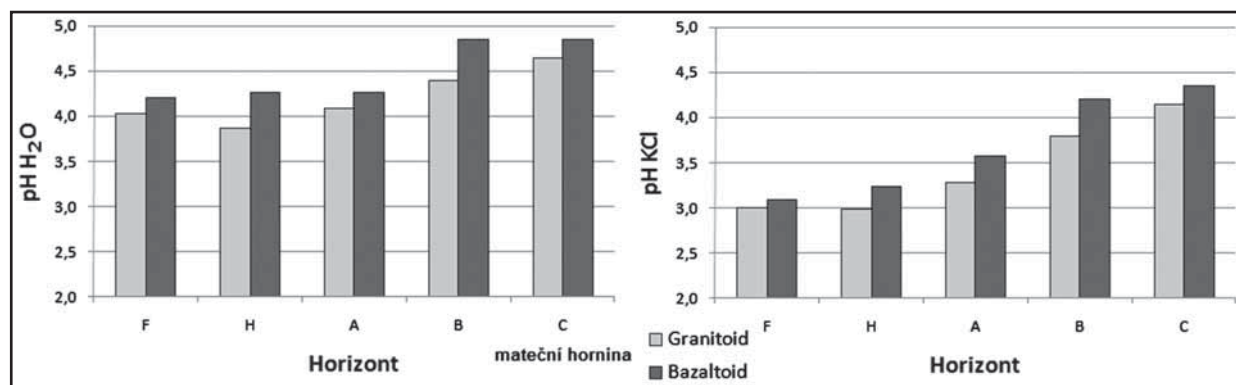 5,0
4,5
4,0
3,5
3,0
2,5
2,0
pH H₂O
F H A B C
Horizont
mateční hornina
Granitoid
Bazaltoid
5,0
4,5
4,0
3,5
3,0
2,5
2,0
pH KCl
F H A B C
Horizont